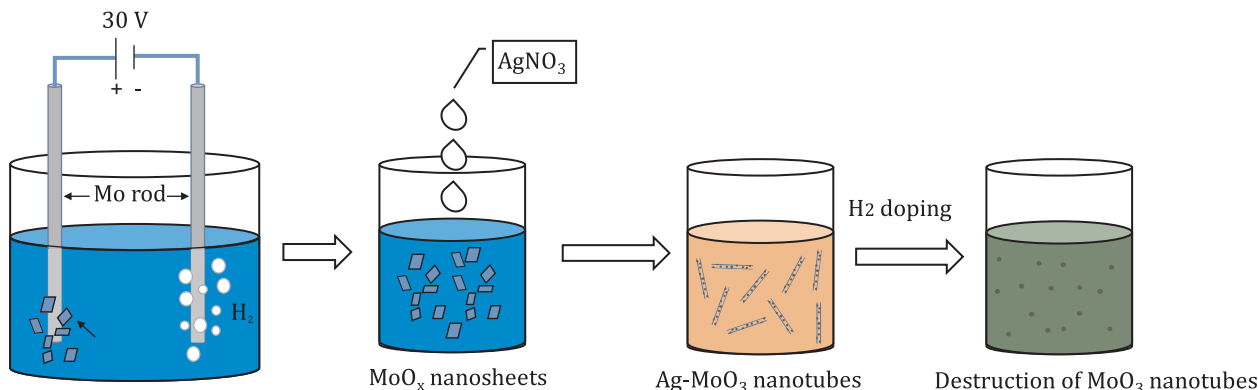 30 V
+ -
Mo rod
H₂
AgNO₃
MoOₓ nanosheets
Ag-MoO₃ nanotubes
H2 doping
Destruction of MoO₃ nanotubes